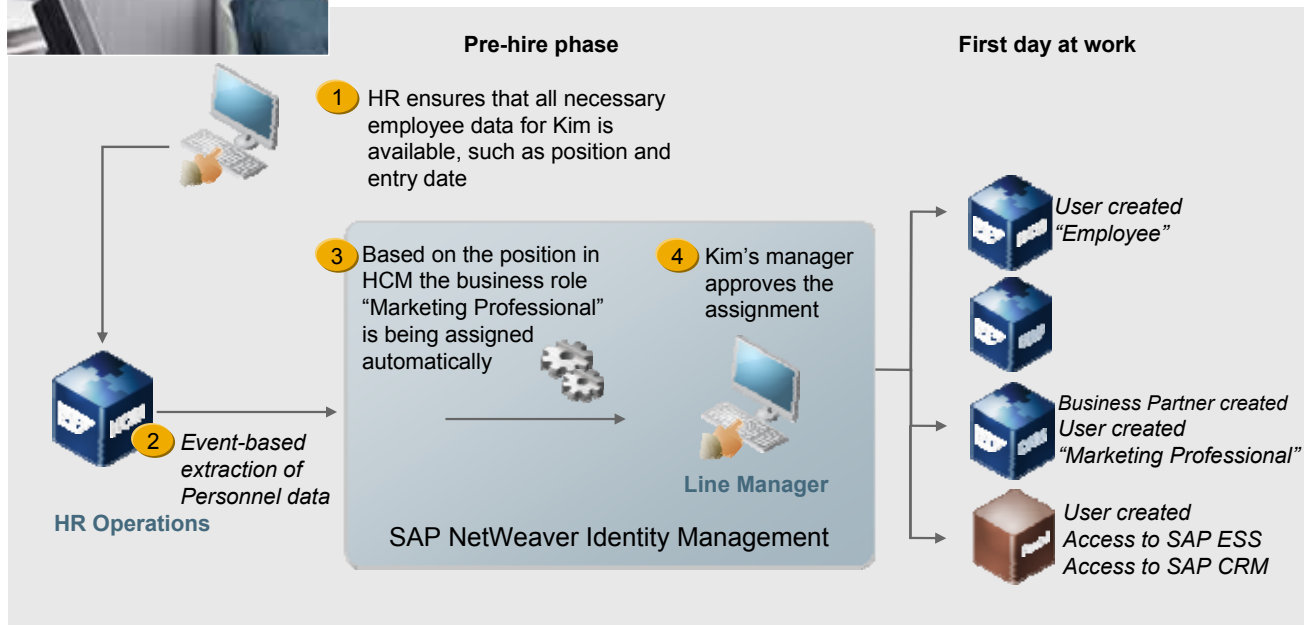 Pre-hire phase
First day at work
1
HR ensures that all necessary
employee data for Kim is
available, such as position and
entry date
3
Based on the position in
HCM the business role
“Marketing Professional”
is being assigned
automatically
4
Kim’s manager
approves the
assignment
Line Manager
SAP NetWeaver Identity Management
2
Event-based
extraction of
Personnel data
HR Operations
User created
“Employee”
Business Partner created
User created
“Marketing Professional”
User created
Access to SAP ESS
Access to SAP CRM